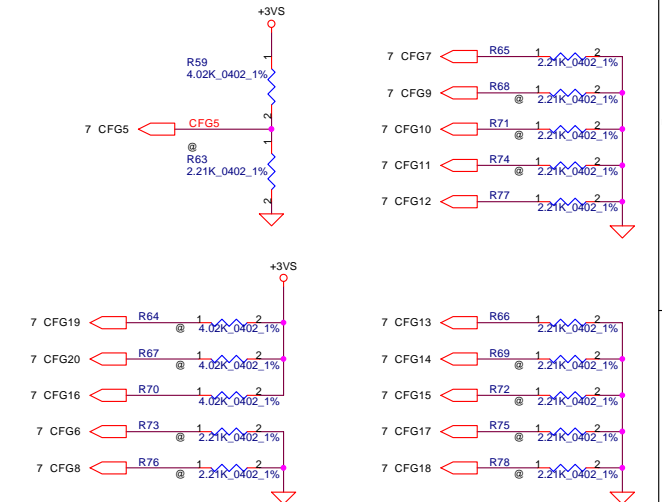 +3VS
R59
4.02K_0402_1%
1
2
7 CFG5
CFG5
@
R63
2.21K_0402_1%
1
2
7 CFG7 R65 1 2
2.21K_0402_1%
7 CFG9 R68 1 2
@ 2.21K_0402_1%
7 CFG10 R71 1 2
@ 2.21K_0402_1%
7 CFG11 R74 1 2
@ 2.21K_0402_1%
7 CFG12 R77 1 2
2.21K_0402_1%
+3VS
7 CFG19 R64 1 2
@ 4.02K_0402_1%
7 CFG20 R67 1 2
@ 4.02K_0402_1%
7 CFG16 R70 1 2
4.02K_0402_1%
7 CFG6 R73 1 2
@ 2.21K_0402_1%
7 CFG8 R76 1 2
@ 2.21K_0402_1%
7 CFG13 R66 1 2
2.21K_0402_1%
7 CFG14 R69 1 2
@ 2.21K_0402_1%
7 CFG15 R72 1 2
@ 2.21K_0402_1%
7 CFG17 R75 1 2
@ 2.21K_0402_1%
7 CFG18 R78 1 2
@ 2.21K_0402_1%